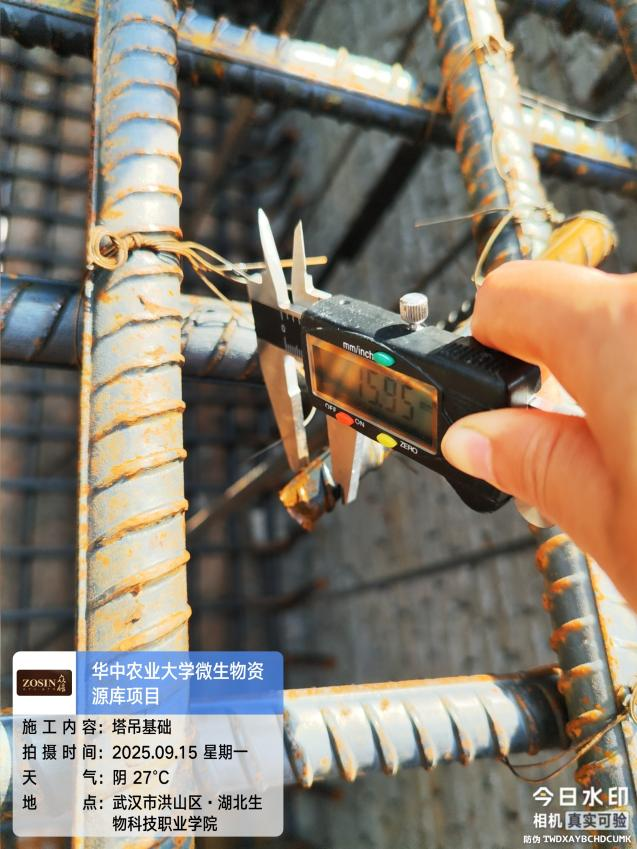 mm/inch
15.95
OFF
ON
ZERO
ZOSIN 众信
华中农业大学微生物资
源库项目
施工内容：塔吊基础
拍摄时间：2025.09.15 星期一
天气：阴 27℃
地点：武汉市洪山区·湖北生
物科技职业学院
今日水印
相机 真实可验
防伪 TWDXAYBCHDCUMK